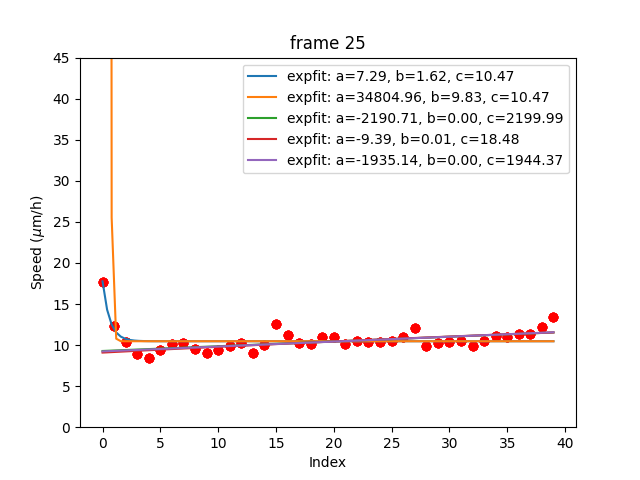 frame 25
45
40
35
30
25
20
15
10
5
0
Speed (μm/h)
expfit: a=7.29, b=1.62, c=10.47
expfit: a=34804.96, b=9.83, c=10.47
expfit: a=-2190.71, b=0.00, c=2199.99
expfit: a=-9.39, b=0.01, c=18.48
expfit: a=-1935.14, b=0.00, c=1944.37
0 5 10 15 20 25 30 35 40
Index